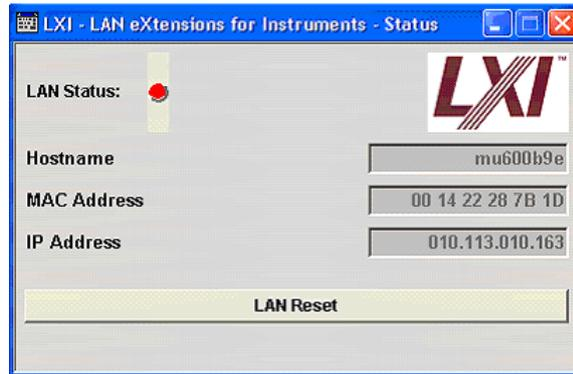 LXI - LAN eXtensions for Instruments - Status
LAN Status:
LXI™
Hostname mu600b9e
MAC Address 00 14 22 28 7B 1D
IP Address 010.113.010.163
LAN Reset